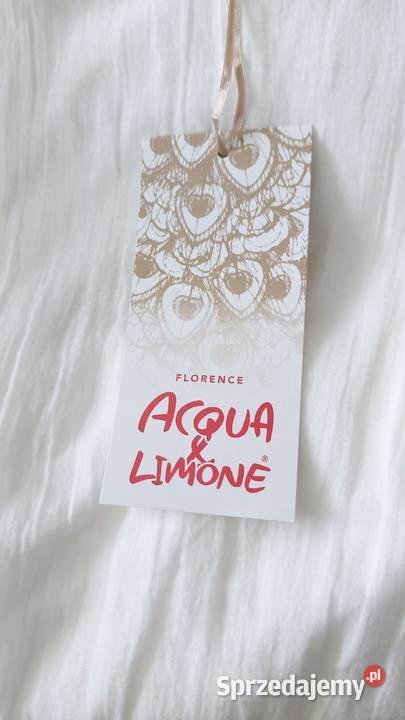 FLORENCE
ACQUA
&
LIMONE®
Sprzedajemy.pl